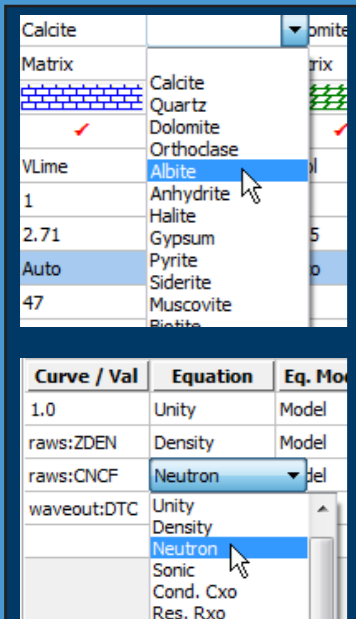 Calcite
Matrix
VLime
1
2.71
Auto
47
Calcite
Quartz
Dolomite
Orthoclase
Albite
Anhydrite
Halite
Gypsum
Pyrite
Siderite
Muscovite
Biotite
Curve / Val Equation Eq.
1.0 Unity Model
raws:ZDEN Density Model
raws:CNCF Neutron
waveout:DTC
Unity
Density
Neutron
Sonic
Cond. Cxo
Res. Rxo